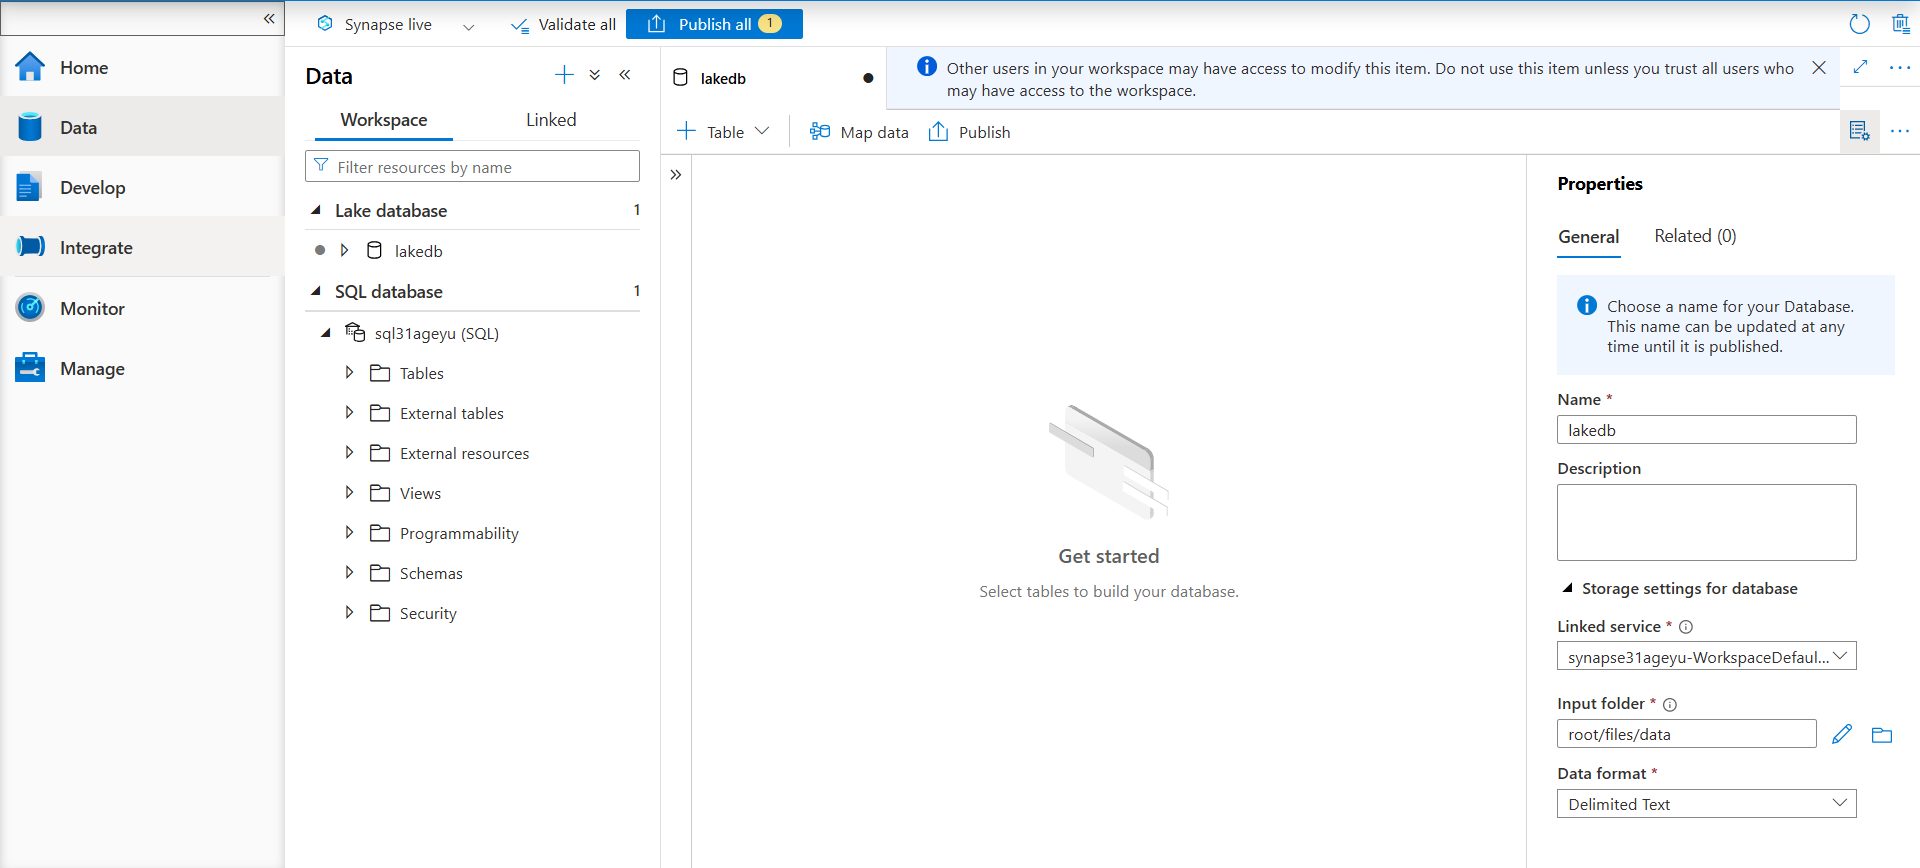 «
Home
Data
Develop
Integrate
Monitor
Manage
Synapse live
Validate all
Publish all 1
Data
Workspace Linked
Filter resources by name
Lake database 1
lakedb
SQL database 1
sql31ageyu (SQL)
Tables
External tables
External resources
Views
Programmability
Schemas
Security
lakedb
Other users in your workspace may have access to modify this item. Do not use this item unless you trust all users who
may have access to the workspace.
Table Map data Publish
Get started
Select tables to build your database.
Properties
General Related (0)
Choose a name for your Database.
This name can be updated at any
time until it is published.
Name *
lakedb
Description
Storage settings for database
Linked service *
synapse31ageyu-WorkspaceDefaul...
Input folder *
root/files/data
Data format *
Delimited Text